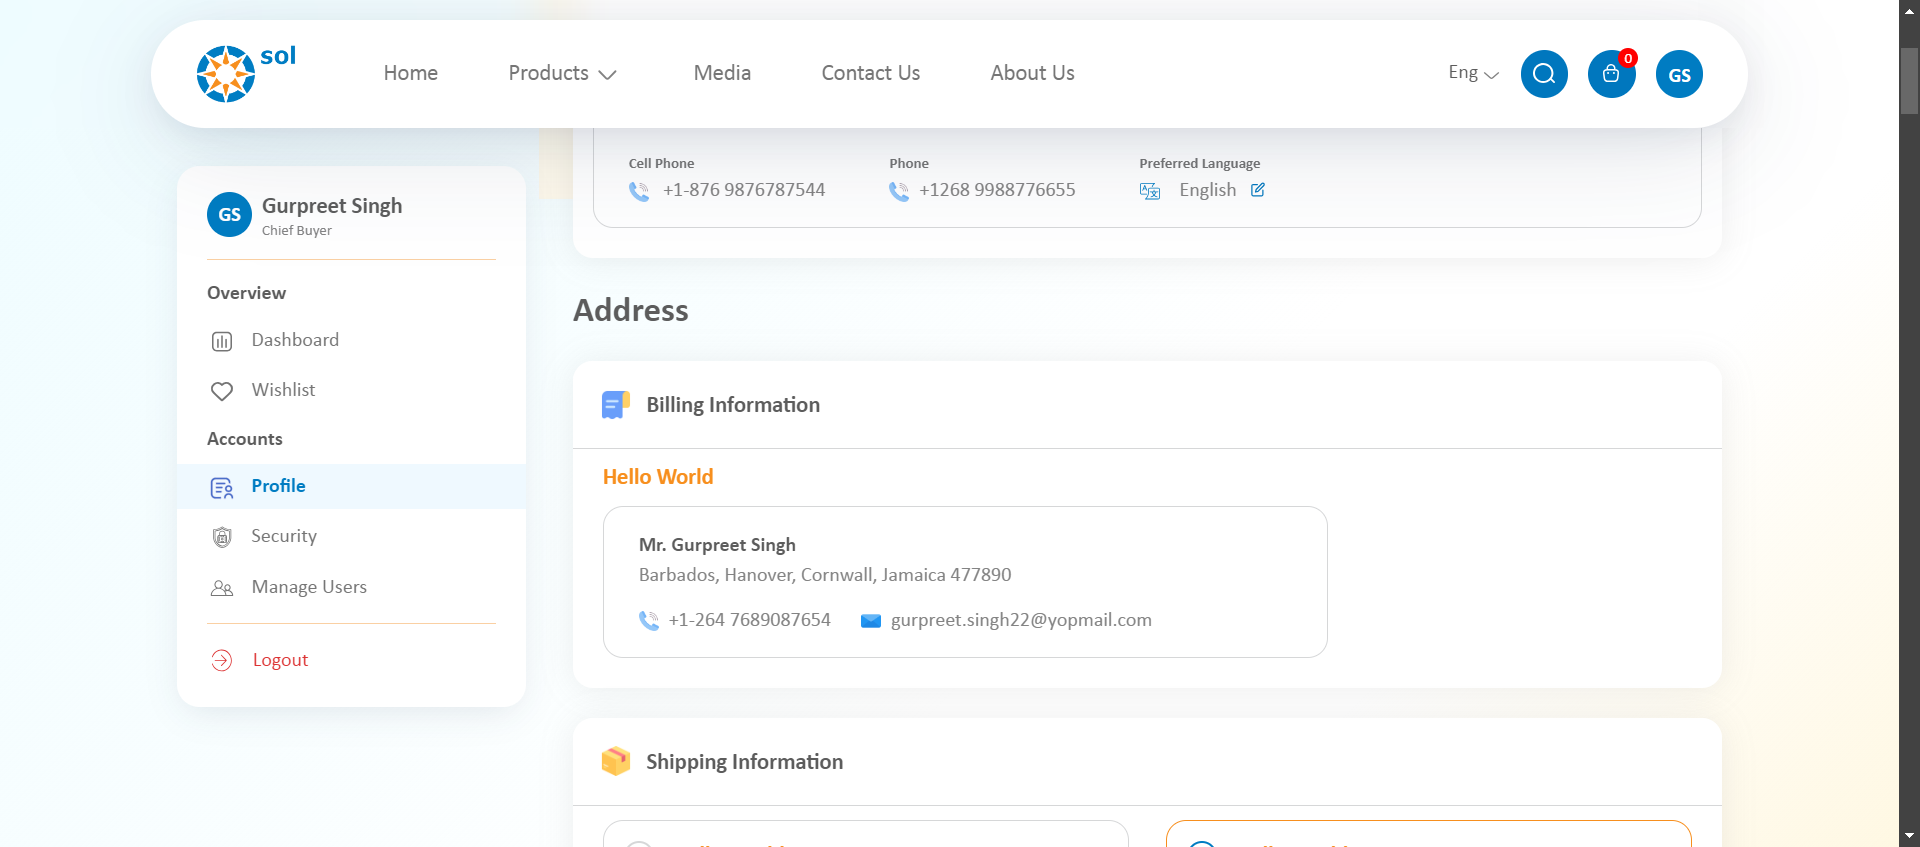 sol
Home
Products
Media
Contact Us
About Us
Eng
0
GS
Cell Phone
+1-876 9876787544
Phone
+1268 9988776655
Preferred Language
English
GS
Gurpreet Singh
Chief Buyer
Overview
Dashboard
Wishlist
Accounts
Profile
Security
Manage Users
Logout
Address
Billing Information
Hello World
Mr. Gurpreet Singh
Barbados, Hanover, Cornwall, Jamaica 477890
+1-264 7689087654
gurpreet.singh22@yopmail.com
Shipping Information